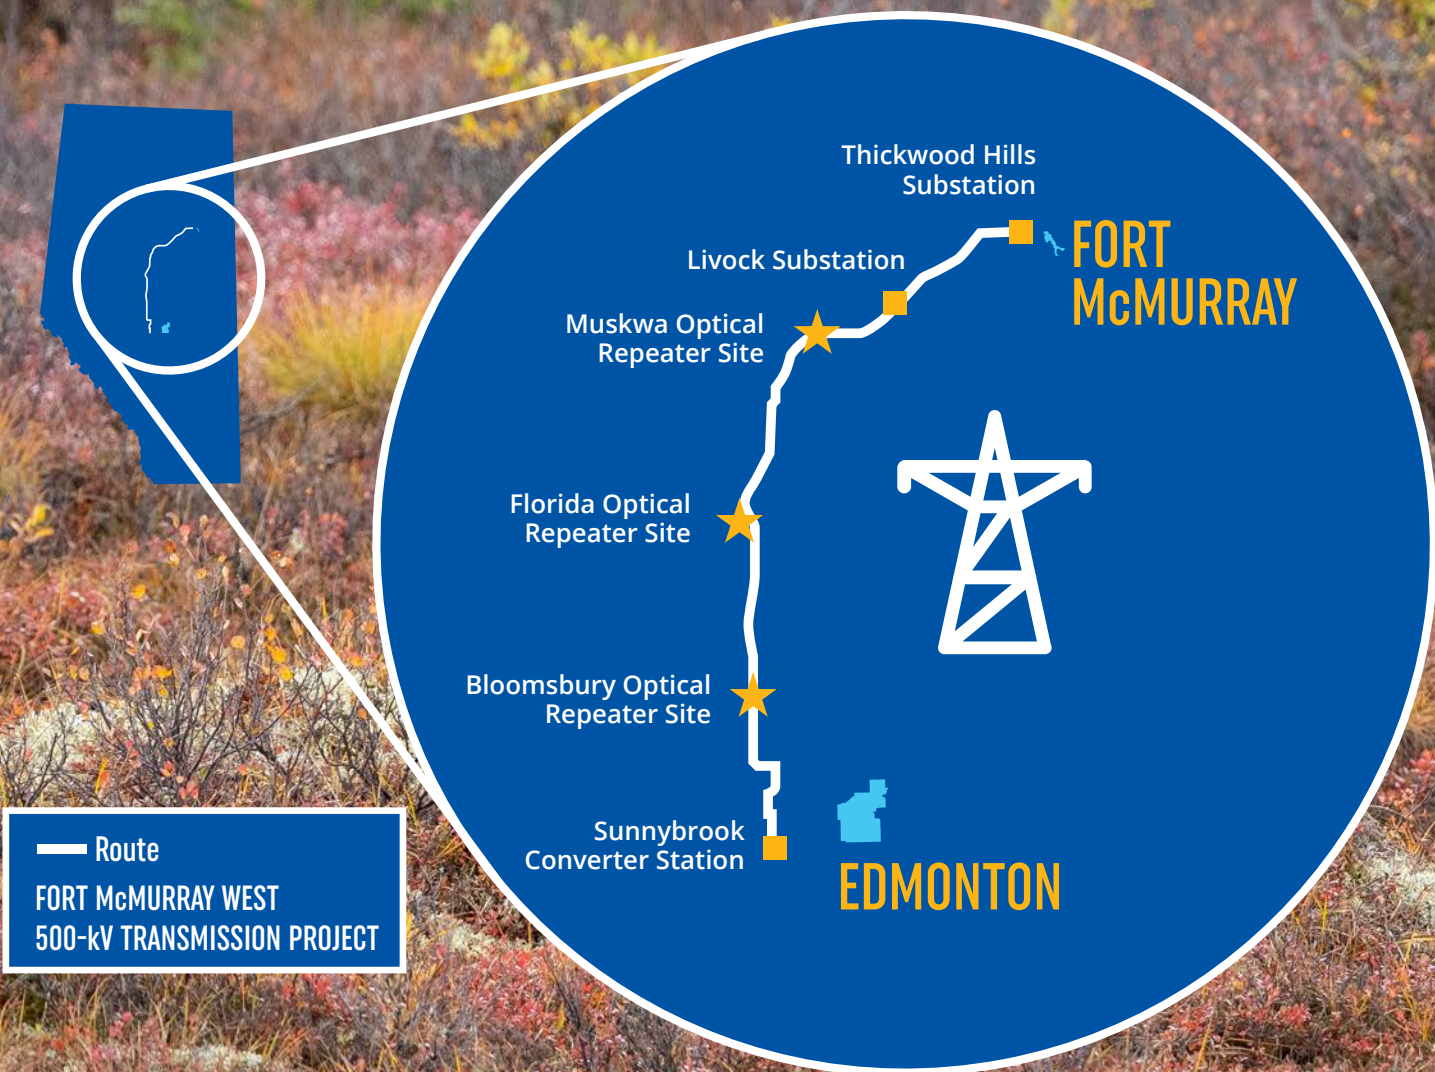 Thickwood Hills
Substation
FORT
McMURRAY
Livock Substation
Muskwa Optical
Repeater Site
Florida Optical
Repeater Site
Bloomsbury Optical
Repeater Site
Sunnybrook
Converter Station
EDMONTON
Route
FORT McMURRAY WEST
500-kV TRANSMISSION PROJECT